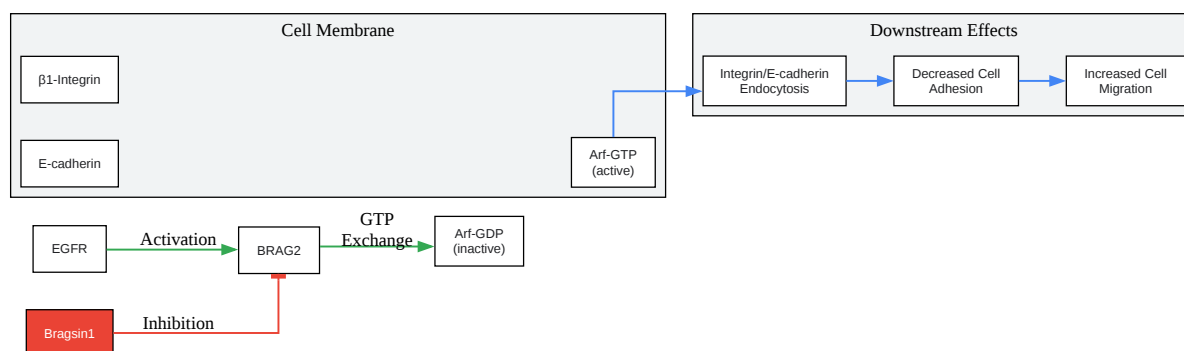 Cell Membrane
Downstream Effects
β1-Integrin
Integrin/E-cadherin
Endocytosis
Decreased Cell
Adhesion
Increased Cell
Migration
E-cadherin
Arf-GTP
(active)
EGFR
Activation
BRAG2
GTP
Exchange
Arf-GDP
(inactive)
Bragsin1
Inhibition